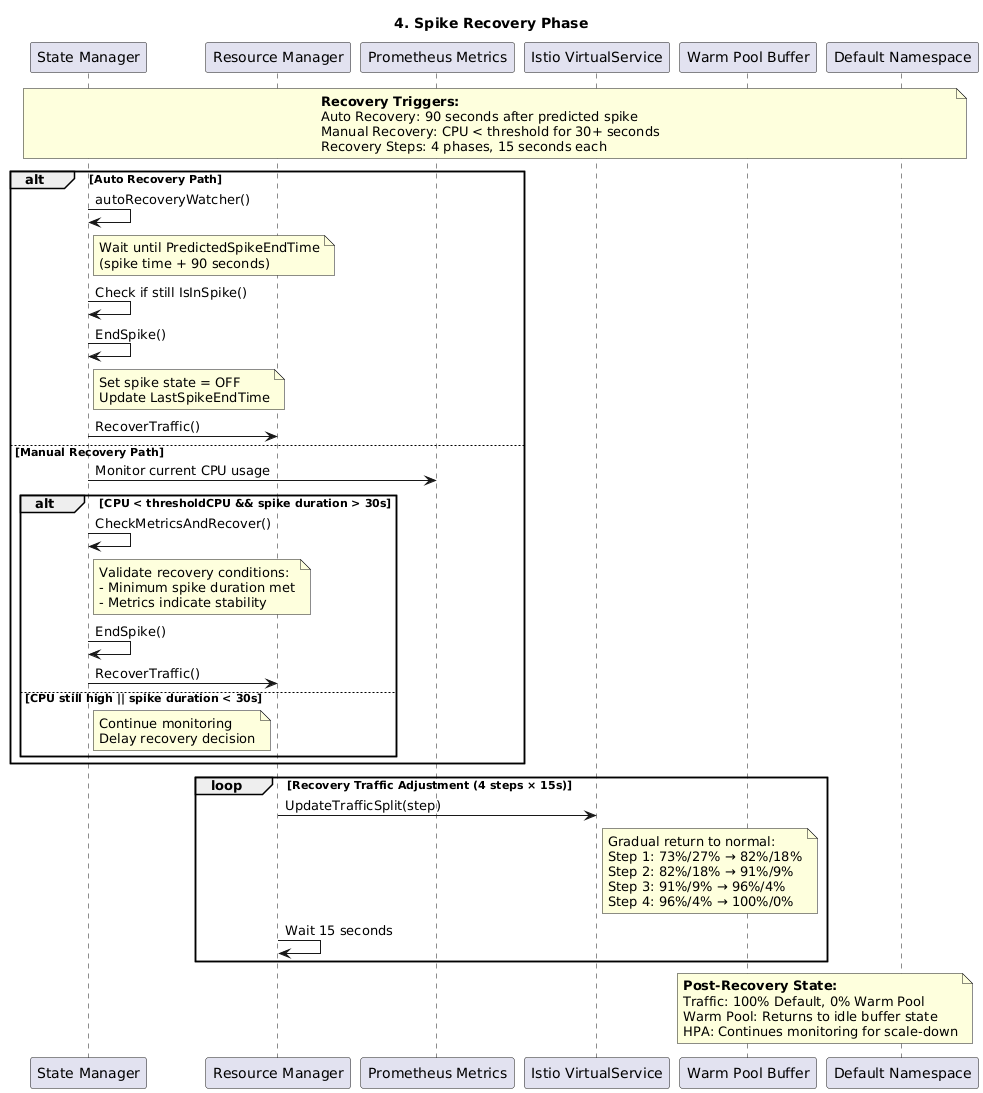 4. Spike Recovery Phase
State Manager
Resource Manager
Prometheus Metrics
Istio VirtualService
Warm Pool Buffer
Default Namespace
Recovery Triggers:
Auto Recovery: 90 seconds after predicted spike
Manual Recovery: CPU < threshold for 30+ seconds
Recovery Steps: 4 phases, 15 seconds each
alt
[Auto Recovery Path]
autoRecoveryWatcher()
Wait until PredictedSpikeEndTime
(spike time + 90 seconds)
Check if still IsInSpike()
EndSpike()
Set spike state = OFF
Update LastSpikeEndTime
RecoverTraffic()
[Manual Recovery Path]
Monitor current CPU usage
alt
[CPU < thresholdCPU && spike duration > 30s]
CheckMetricsAndRecover()
Validate recovery conditions:
- Minimum spike duration met
- Metrics indicate stability
EndSpike()
RecoverTraffic()
[CPU still high || spike duration < 30s]
Continue monitoring
Delay recovery decision
loop
[Recovery Traffic Adjustment (4 steps × 15s)]
UpdateTrafficSplit(step)
Gradual return to normal:
Step 1: 73%/27% → 82%/18%
Step 2: 82%/18% → 91%/9%
Step 3: 91%/9% → 96%/4%
Step 4: 96%/4% → 100%/0%
Wait 15 seconds
Post-Recovery State:
Traffic: 100% Default, 0% Warm Pool
Warm Pool: Returns to idle buffer state
HPA: Continues monitoring for scale-down
State Manager
Resource Manager
Prometheus Metrics
Istio VirtualService
Warm Pool Buffer
Default Namespace